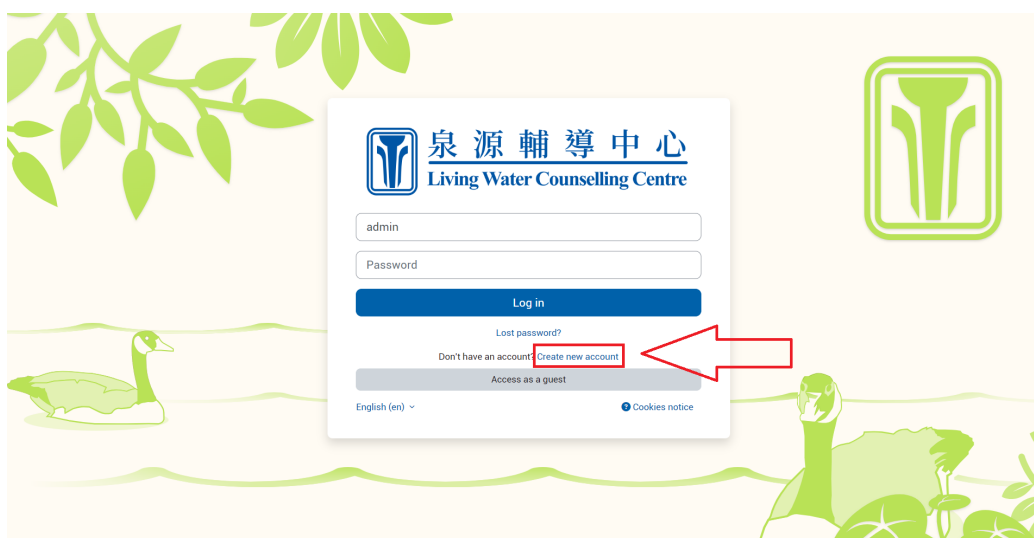 泉源輔導中心
Living Water Counselling Centre
admin
Password
Log in
Lost password?
Don't have an account? Create new account
Access as a guest
English (en)
Cookies notice